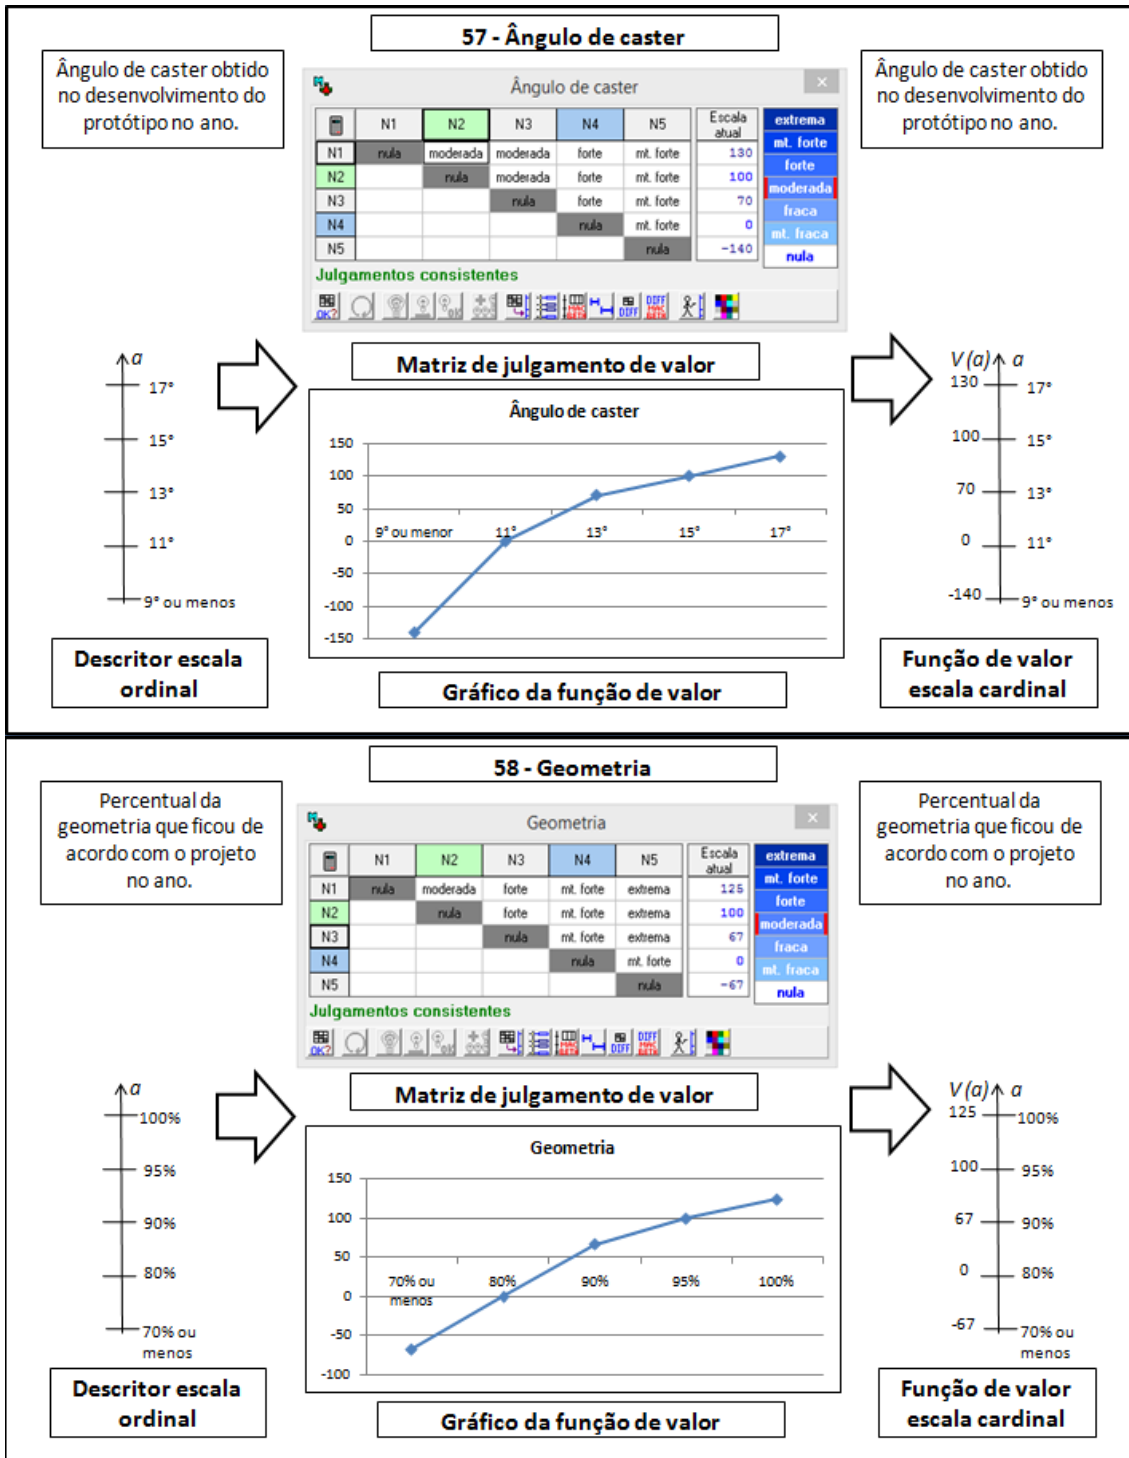 57 - Ângulo de caster
Ângulo de caster obtido
no desenvolvimento do
protótipo no ano.
Ângulo de caster
×
N1 N2 N3 N4 N5 Escala atual
N1 nula moderada moderada forte mt. forte 130
N2 nula moderada forte mt. forte 100
N3 nula forte mt. forte 70
N4 nula mt. forte 0
N5 nula -140
extrema
mt. forte
forte
moderada
fraca
mt. fraca
nula
Julgamentos consistentes
OK? OK DIFF DIFF MAC BETH
Ângulo de caster obtido
no desenvolvimento do
protótipo no ano.
a
17°
15°
13°
11°
9° ou menos
Descritor escala
ordinal
Matriz de julgamento de valor
Ângulo de caster
150
100
50
0
-50
-100
-150
9° ou menor 11° 13° 15° 17°
Gráfico da função de valor
V(a) a
130 17°
100 15°
70 13°
0 11°
-140 9° ou menos
Função de valor
escala cardinal
58 - Geometria
Percentual da
geometria que ficou de
acordo com o projeto
no ano.
Geometria
×
N1 N2 N3 N4 N5 Escala atual
N1 nula moderada forte mt. forte extrema 125
N2 nula forte mt. forte extrema 100
N3 nula mt. forte extrema 67
N4 nula mt. forte 0
N5 nula -67
extrema
mt. forte
forte
moderada
fraca
mt. fraca
nula
Julgamentos consistentes
OK? OK DIFF DIFF MAC BETH
Percentual da
geometria que ficou de
acordo com o projeto
no ano.
a
100%
95%
90%
80%
70% ou
menos
Descritor escala
ordinal
Matriz de julgamento de valor
Geometria
150
100
50
0
-50
-100
70% ou
menos
80% 90% 95% 100%
Gráfico da função de valor
V(a) a
125 100%
100 95%
67 90%
0 80%
-67 70% ou
menos
Função de valor
escala cardinal